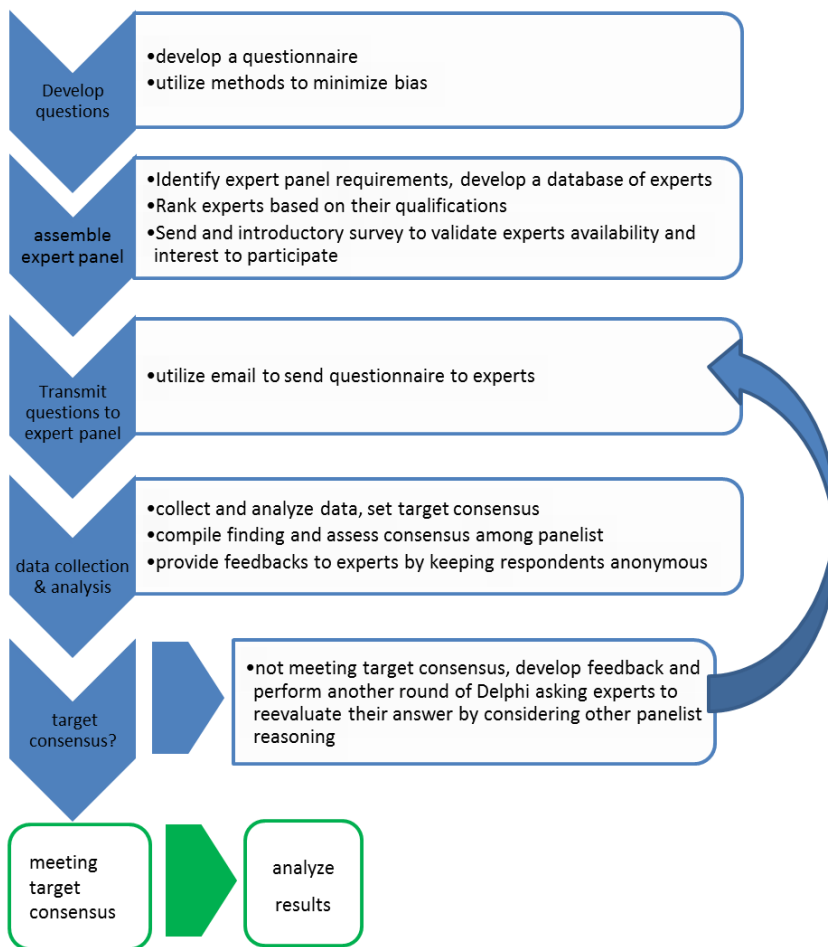 Develop
questions
•develop a questionnaire
•utilize methods to minimize bias
assemble
expert panel
•Identify expert panel requirements, develop a database of experts
•Rank experts based on their qualifications
•Send and introductory survey to validate experts availability and
interest to participate
Transmit
questions to
expert panel
•utilize email to send questionnaire to experts
data collection
& analysis
•collect and analyze data, set target consensus
•compile finding and assess consensus among panelist
•provide feedbacks to experts by keeping respondents anonymous
target
consensus?
•not meeting target consensus, develop feedback and
perform another round of Delphi asking experts to
reevaluate their answer by considering other panelist
reasoning
meeting
target
consensus
analyze
results